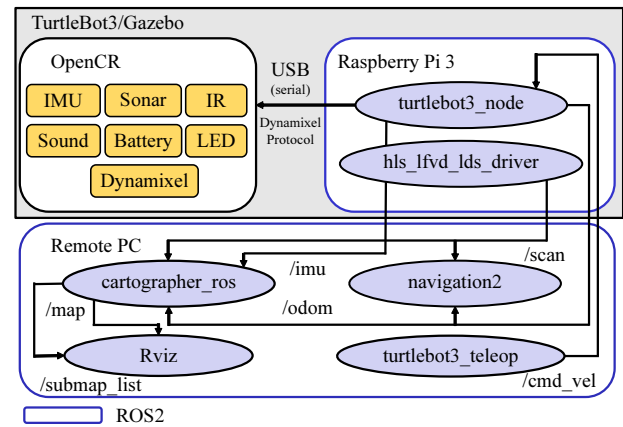 TurtleBot3/Gazebo
OpenCR
IMU
Sonar
IR
Sound
Battery
LED
Dynamixel
USB
(serial)
Dynamixel
Protocol
Raspberry Pi 3
turtlebot3_node
hls_lfvd_lds_driver
Remote PC
/imu
/scan
cartographer_ros
navigation2
/map
/odom
Rviz
turtlebot3_teleop
/submap_list
/cmd_vel
ROS2